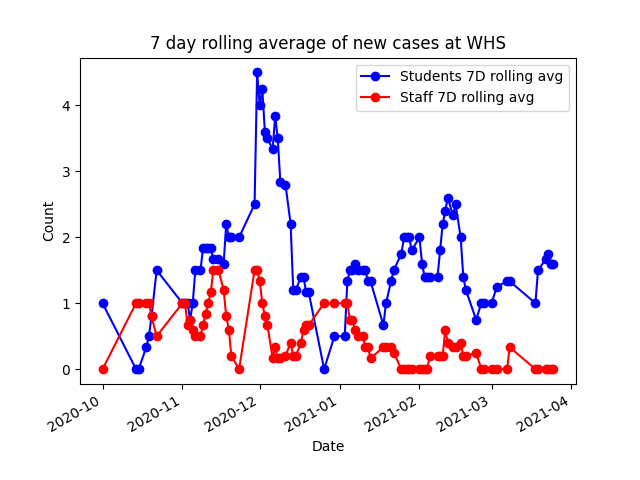 7 day rolling average of new cases at WHS
Students 7D rolling avg
Staff 7D rolling avg
Count
4
3
2
1
0
2020-10
2020-11
2020-12
2021-01
2021-02
2021-03
2021-04
Date